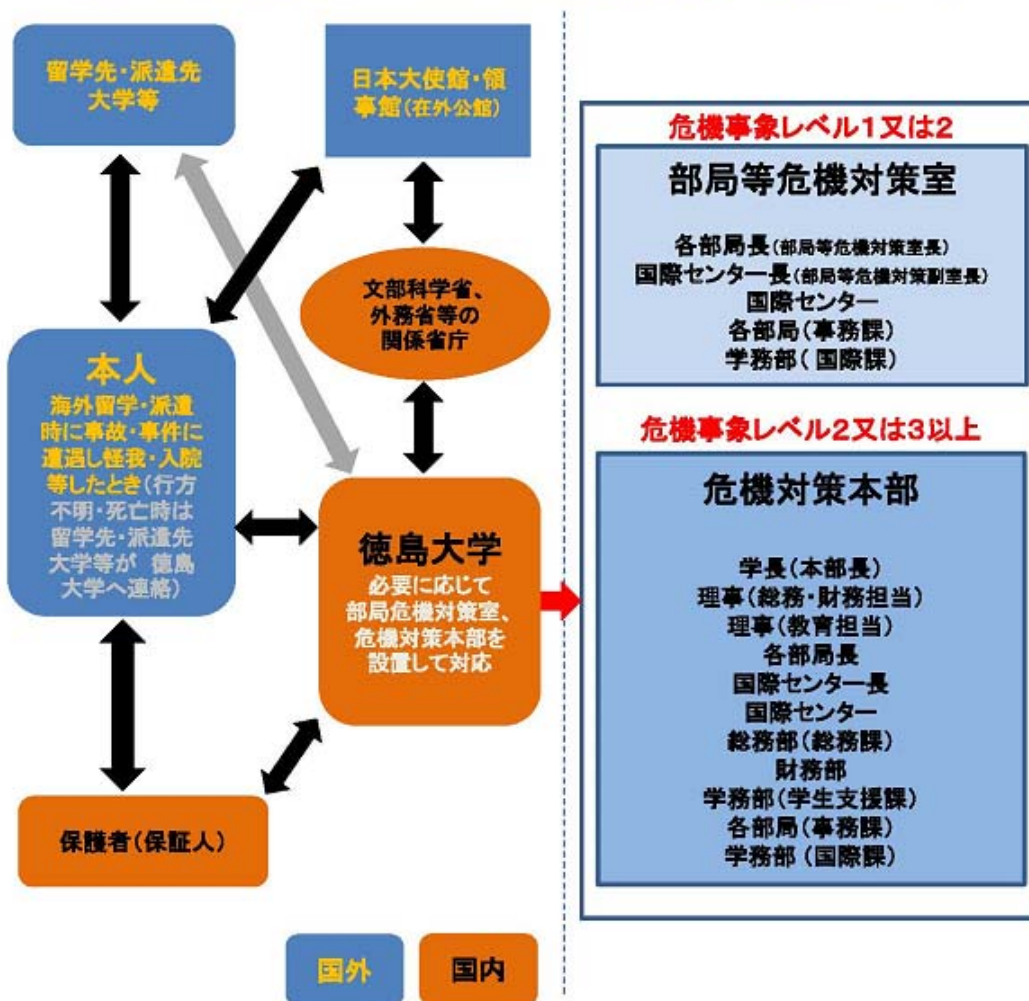 留学先・派遣先
大学等
日本大使館・領
事館(在外公館)
文部科学省、
外務省等の
関係省庁
本人
海外留学・派遣
時に事故・事件に
遭遇し怪我・入院
等したとき(行方
不明・死亡時は
留学先・派遣先
大学等が 徳島
大学へ連絡)
徳島大学
必要に応じて
部局危機対策室、
危機対策本部を
設置して対応
保護者(保証人)
国外
国内
危機事象レベル1又は2
部局等危機対策室
各部局長(部局等危機対策室長)
国際センター長(部局等危機対策副室長)
国際センター
各部局(事務課)
学務部( 国際課)
危機事象レベル2又は3以上
危機対策本部
学長(本部長)
理事(総務・財務担当)
理事(教育担当)
各部局長
国際センター長
国際センター
総務部(総務課)
財務部
学務部(学生支援課)
各部局(事務課)
学務部 (国際課)